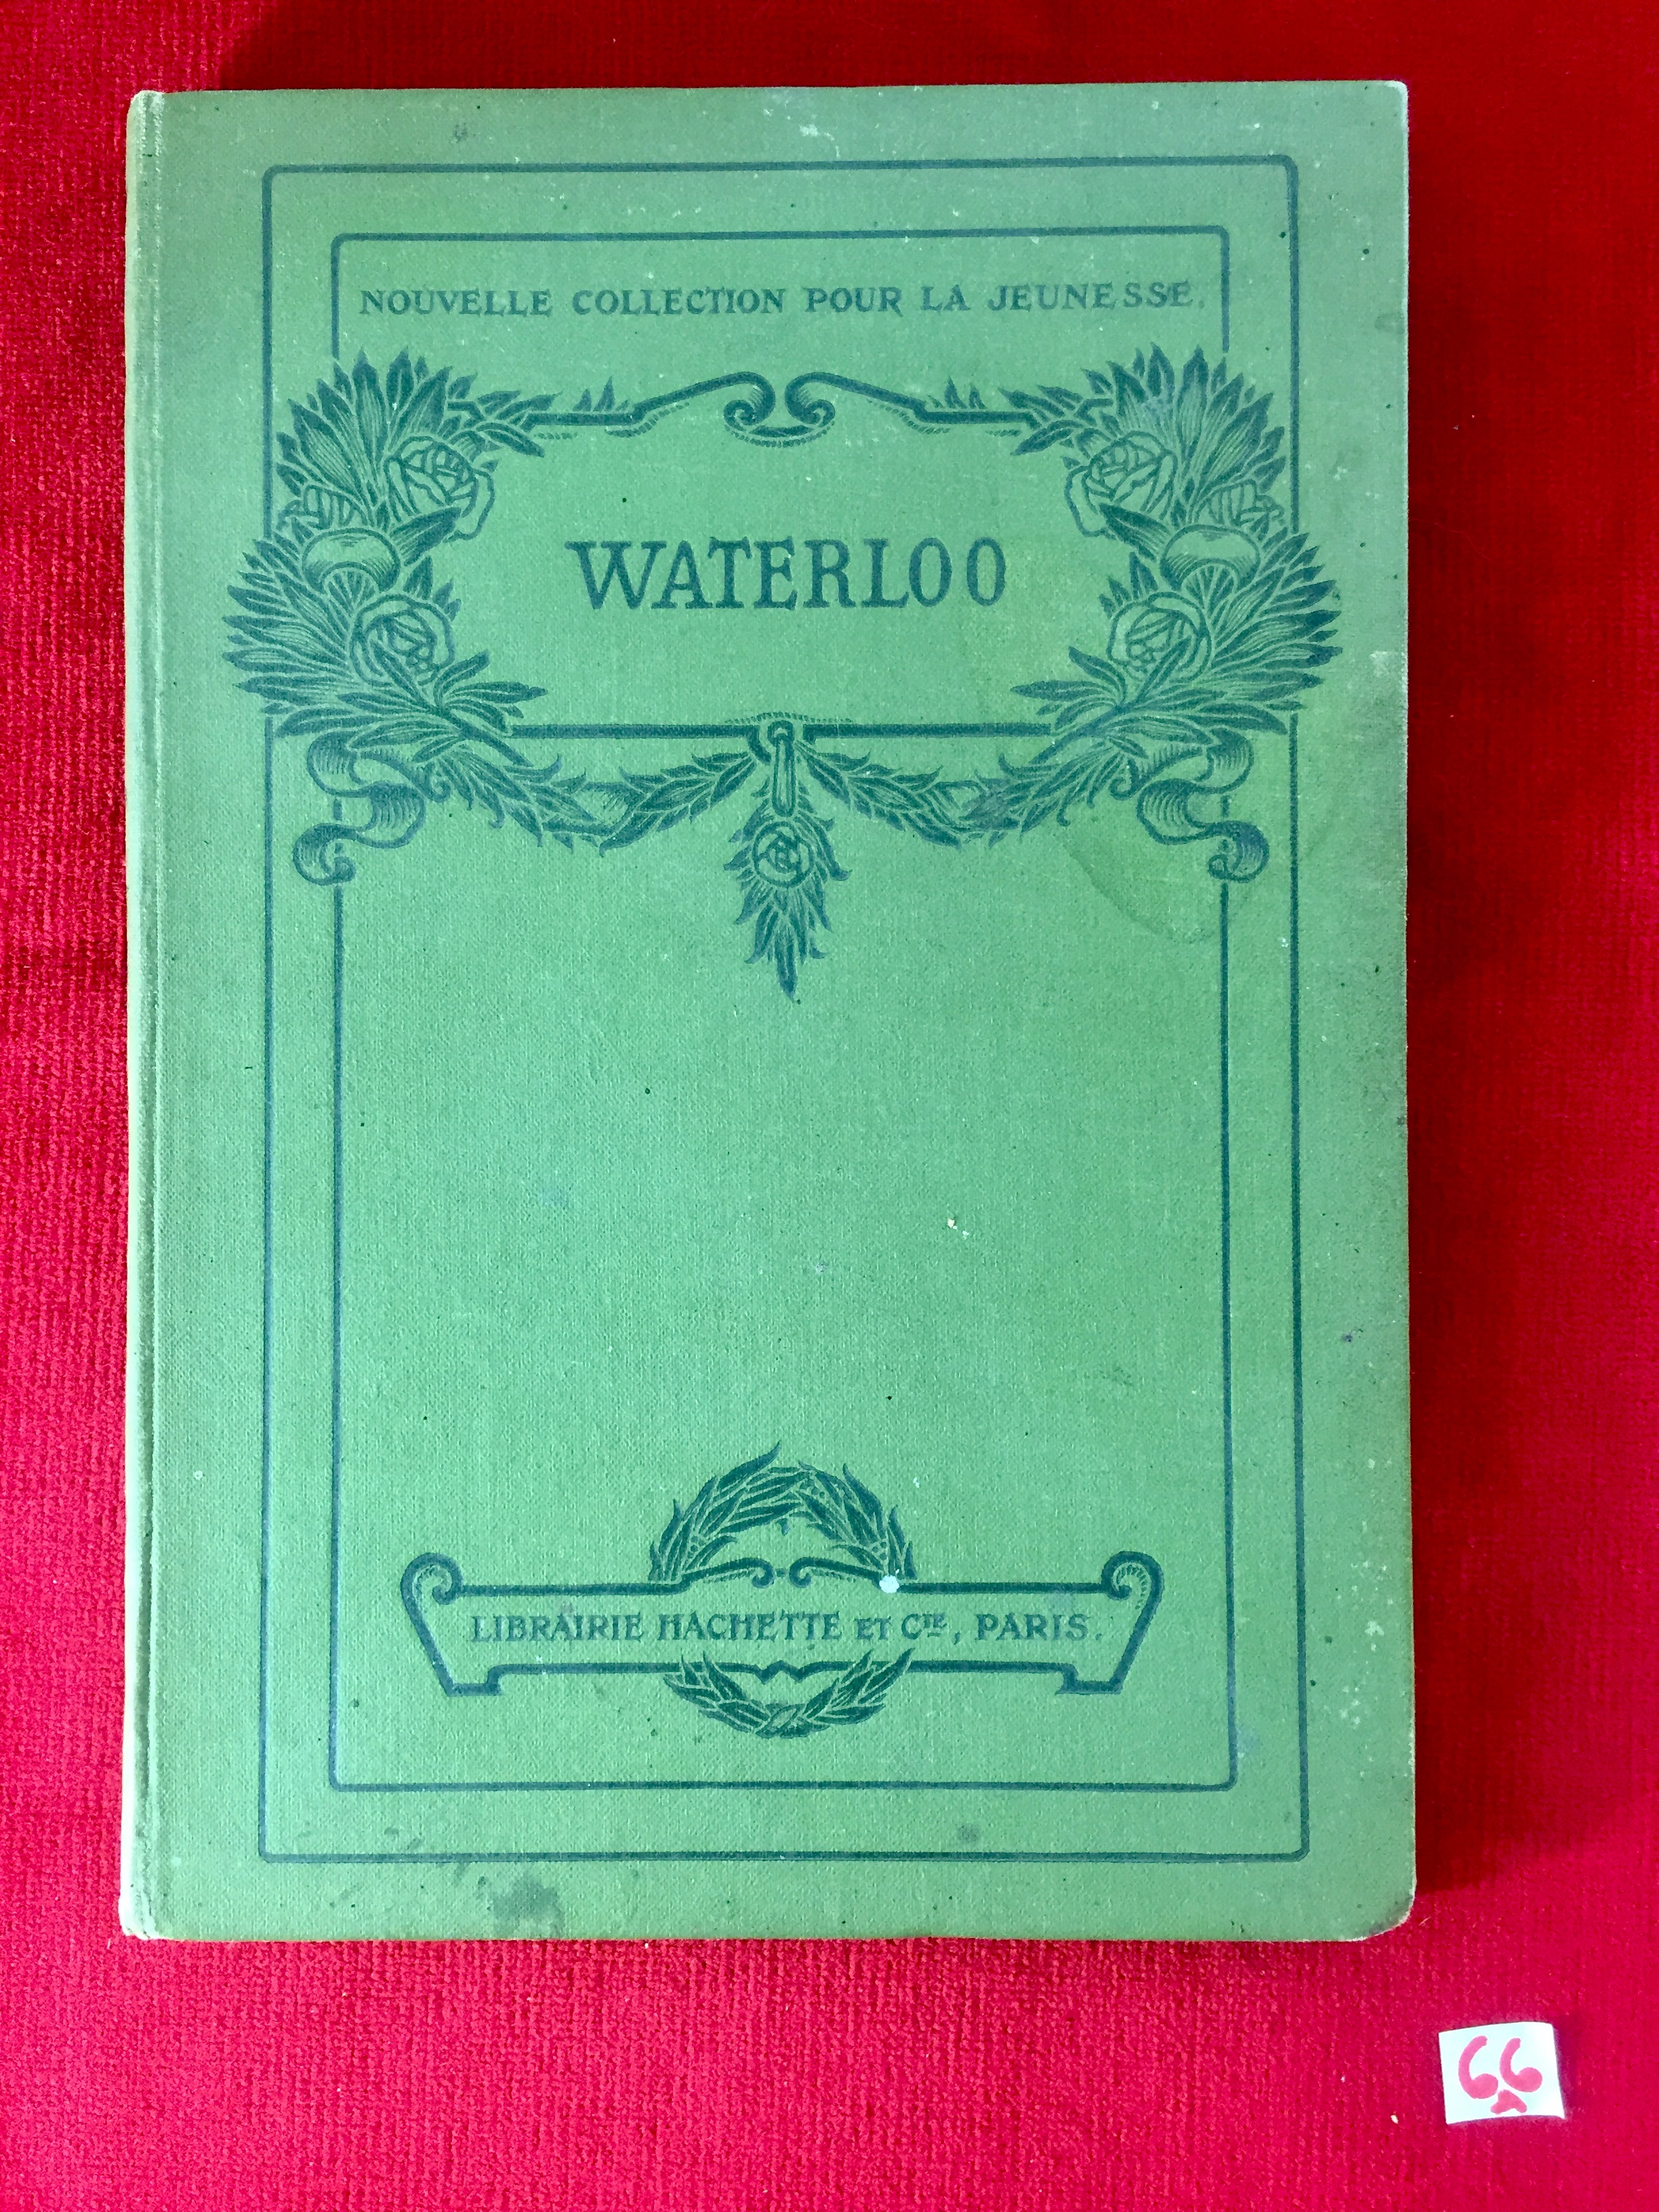 NOUVELLE COLLECTION POUR LA JEUNESSE.
WATERLOO
LIBRAIRIE HACHETTE ET CIE, PARIS.
66